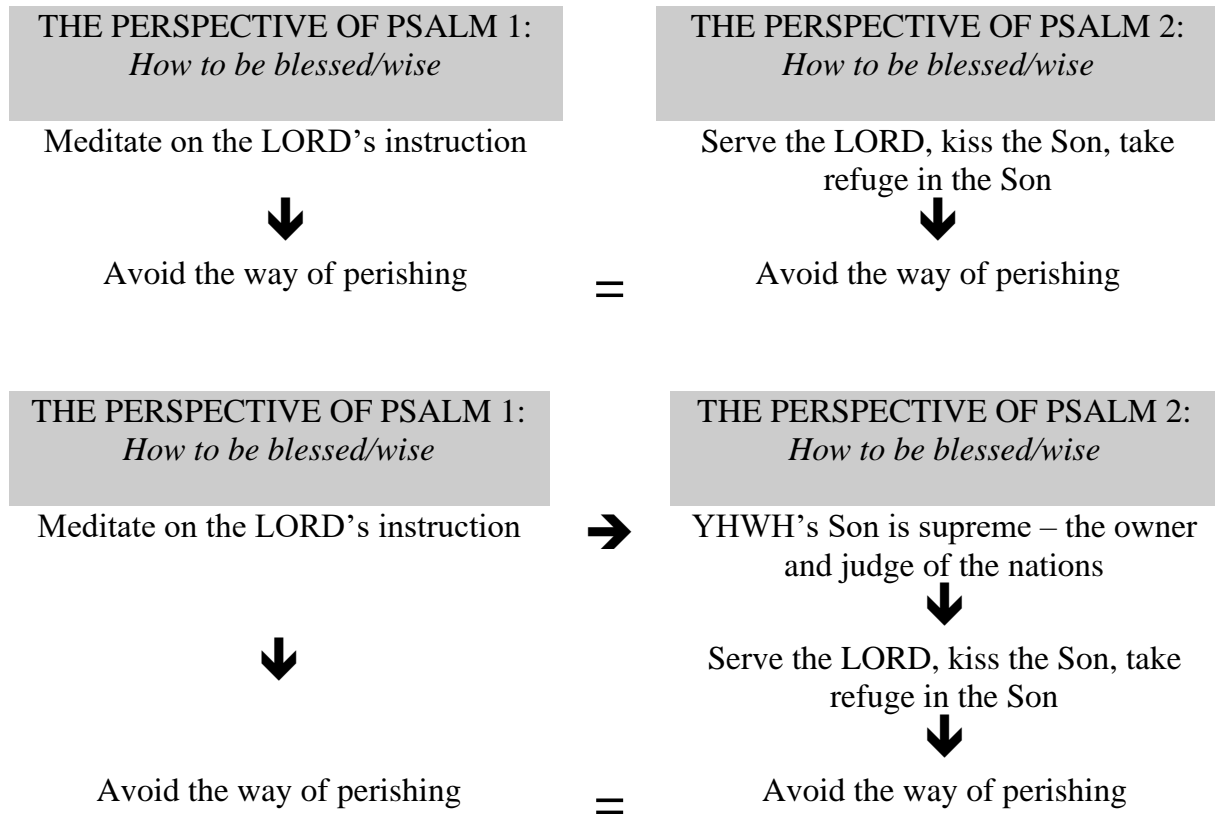 THE PERSPECTIVE OF PSALM 1:
How to be blessed/wise
Meditate on the LORD’s instruction
🡻
Avoid the way of perishing
=
THE PERSPECTIVE OF PSALM 2:
How to be blessed/wise
Serve the LORD, kiss the Son, take
refuge in the Son
🡻
Avoid the way of perishing
THE PERSPECTIVE OF PSALM 1:
How to be blessed/wise
Meditate on the LORD’s instruction
🡺
🡻
Avoid the way of perishing
=
THE PERSPECTIVE OF PSALM 2:
How to be blessed/wise
YHWH’s Son is supreme – the owner
and judge of the nations
🡻
Serve the LORD, kiss the Son, take
refuge in the Son
🡻
Avoid the way of perishing